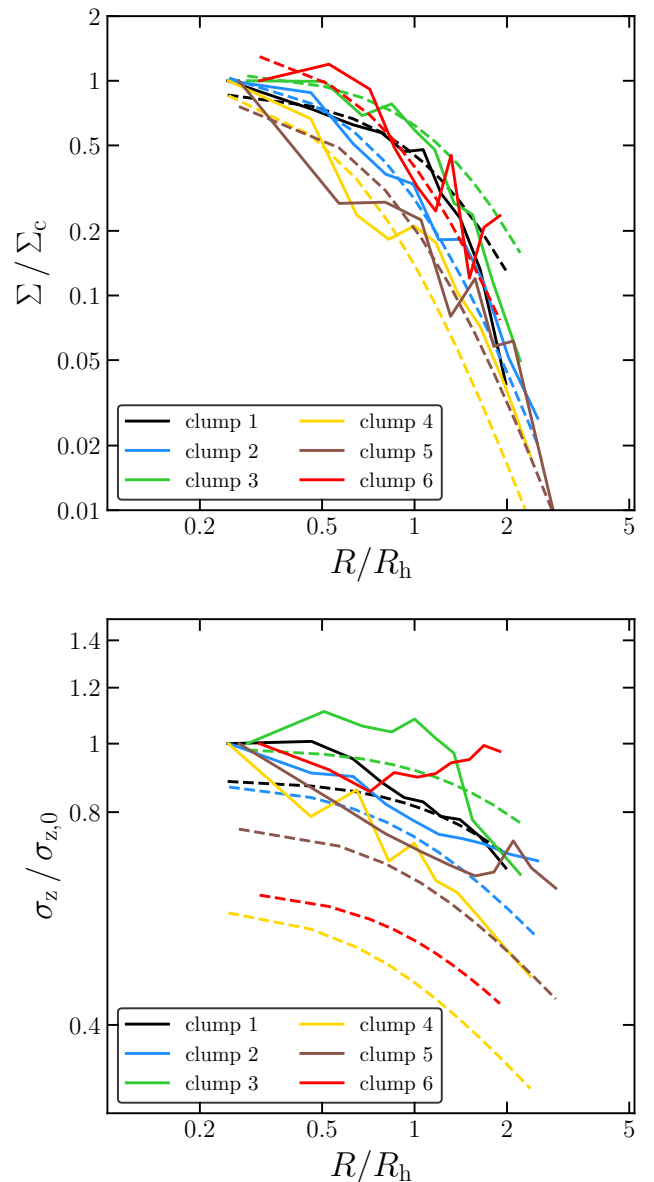 2
1
0.5
0.2
0.1
0.05
0.02
0.01
Σ / Σc
clump 1 clump 4
clump 2 clump 5
clump 3 clump 6
0.2 0.5 1 2 5
R/Rh
1.4
1.2
1
0.8
0.4
σz / σz,0
clump 1 clump 4
clump 2 clump 5
clump 3 clump 6
0.2 0.5 1 2 5
R/Rh